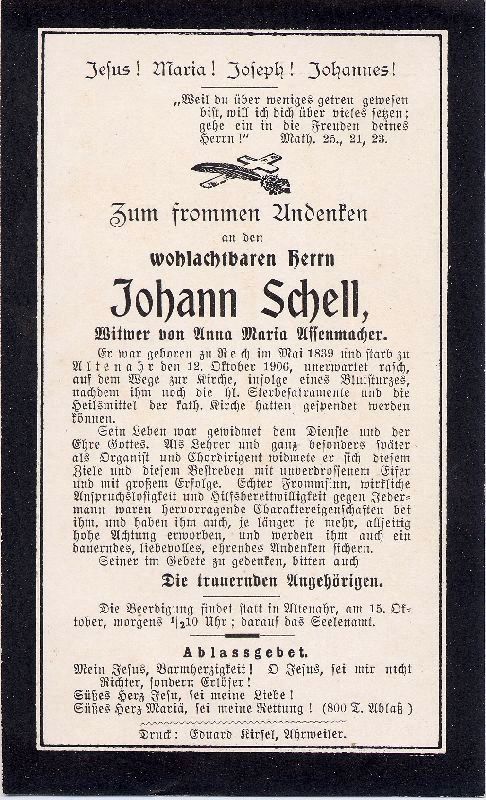 Jesus! Maria! Joseph! Johannes!
„Weil du über weniges getreu gewesen
bist, will ich dich über vieles setzen;
gehe ein in die Freuden deines
Herrn!" Math. 25., 21, 23.
Zum frommen Andenken
an den
wohlachtbaren Herrn
Johann Schell,
Witwer von Anna Maria Assenmacher.
Er war geboren zu Rech im Mai 1839 und starb zu
Altenahr den 12. Oktober 1906, unerwartet rasch,
auf dem Wege zur Kirche, infolge eines Blutsturzes,
nachdem ihm noch die hl. Sterbesakramente und die
Heilsmittel der kath. Kirche hatten gespendet werden
können.
Sein Leben war gewidmet dem Dienste und der
Ehre Gottes. Als Lehrer und ganz besonders später
als Organist und Chordirigent widmete er sich diesem
Ziele und diesem Bestreben mit unverdrossenem Eifer
und mit großem Erfolge. Echter Frommsinn, wirkliche
Anspruchslosigkeit und Hilfsbereitwilligkeit gegen Jeder-
mann waren hervorragende Charaktereigenschaften bei
ihm, und haben ihm auch, je länger je mehr, allseitig
hohe Achtung erworben, und werden ihm auch ein
dauerndes, liebevolles, ehrendes Andenken sichern.
Seiner im Gebete zu gedenken, bitten auch
Die trauernden Angehörigen.
Die Beerdigung findet statt in Altenahr, am 15. Ok-
tober, morgens 1/2 10 Uhr; darauf das Seelenamt.
Ablassgebet.
Mein Jesus, Barmherzigkeit! O Jesus, sei mir nicht
Richter, sondern Erlöser!
Süßes Herz Jesu, sei meine Liebe!
Süßes Herz Mariä, sei meine Rettung! (800 T. Ablaß)
Druck: Eduard Kirfel, Ahrweiler.